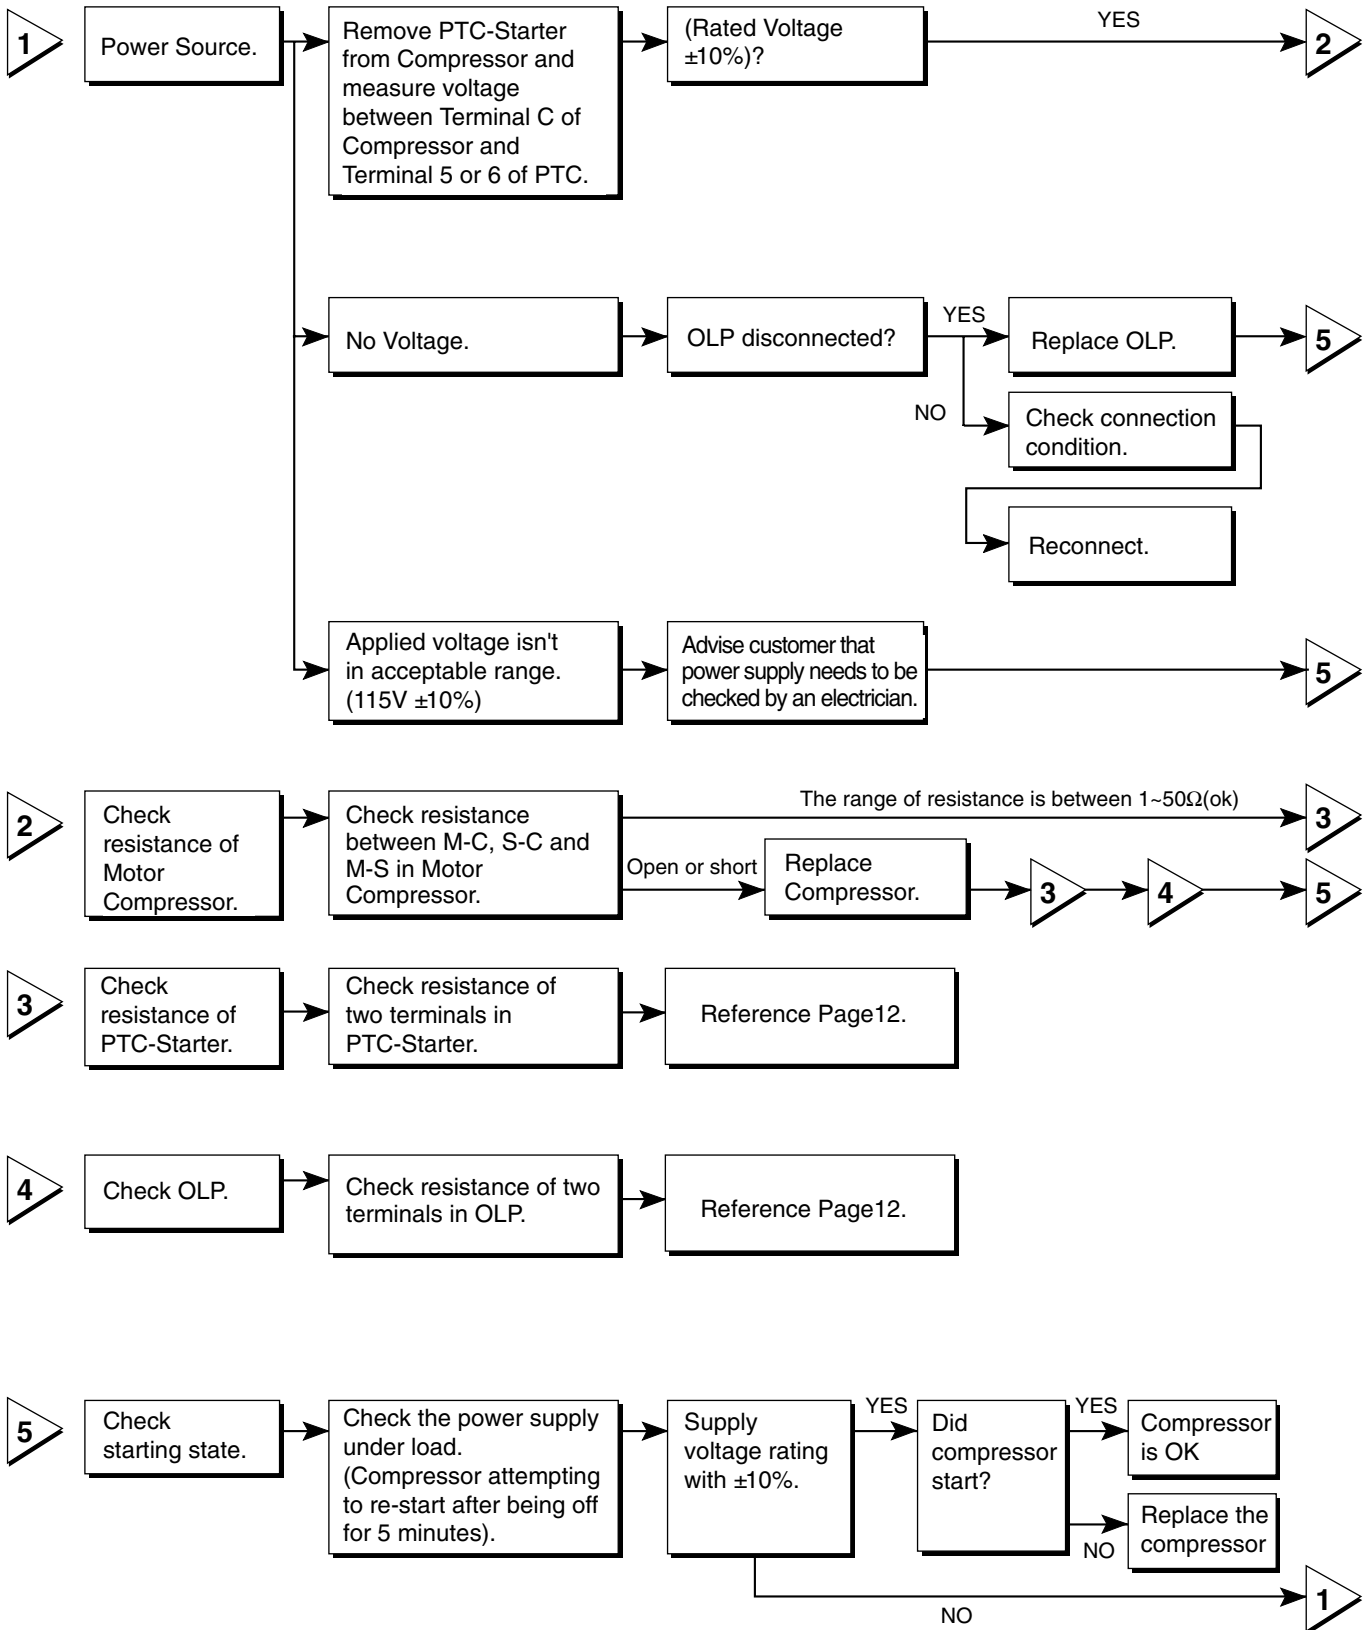 1
Power Source.
Remove PTC-Starter
from Compressor and
measure voltage
between Terminal C of
Compressor and
Terminal 5 or 6 of PTC.
(Rated Voltage
±10%)?
YES
2
No Voltage.
OLP disconnected?
YES
Replace OLP.
5
NO
Check connection
condition.
Reconnect.
Applied voltage isn't
in acceptable range.
(115V ±10%)
Advise customer that
power supply needs to be
checked by an electrician.
5
2
Check
resistance of
Motor
Compressor.
Check resistance
between M-C, S-C and
M-S in Motor
Compressor.
The range of resistance is between 1~50Ω(ok)
3
Open or short
Replace
Compressor.
3
4
5
3
Check
resistance of
PTC-Starter.
Check resistance of
two terminals in
PTC-Starter.
Reference Page12.
4
Check OLP.
Check resistance of two
terminals in OLP.
Reference Page12.
5
Check
starting state.
Check the power supply
under load.
(Compressor attempting
to re-start after being off
for 5 minutes).
Supply
voltage rating
with ±10%.
YES
Did
compressor
start?
YES
Compressor
is OK
NO
Replace the
compressor
NO
1